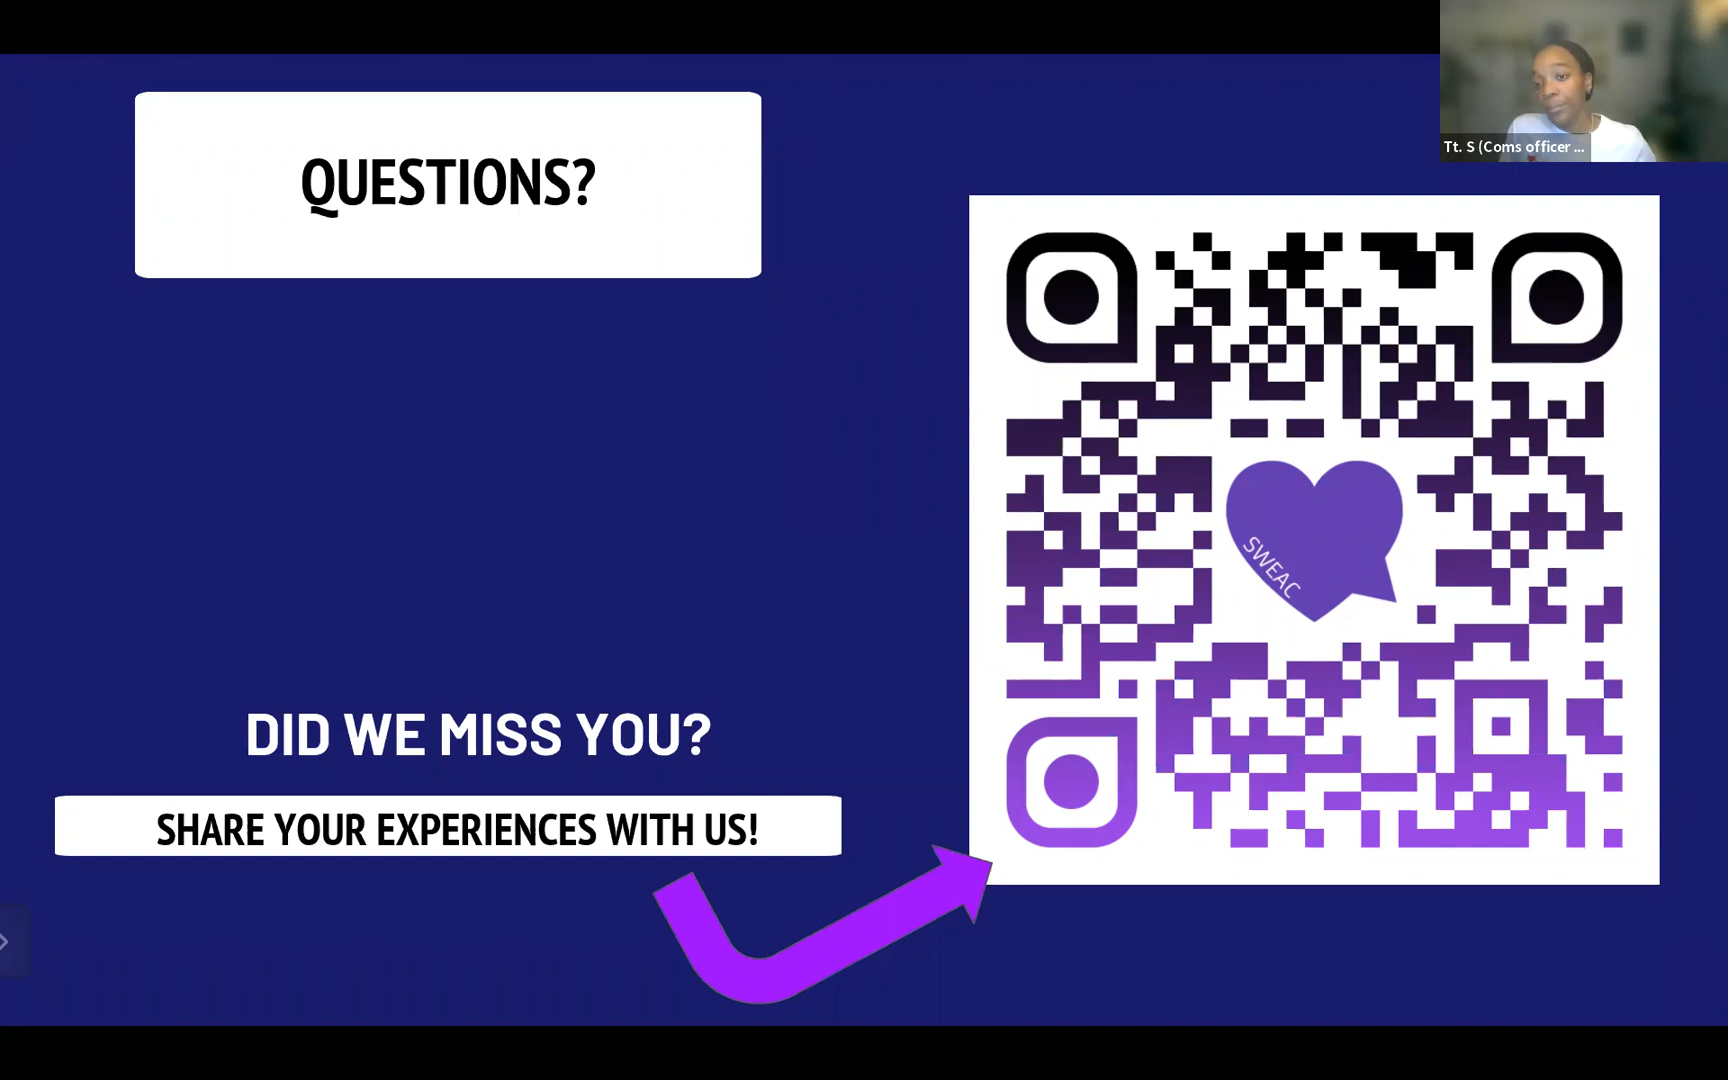 Tt. S (Coms officer ...
QUESTIONS?
SWEAC
DID WE MISS YOU?
SHARE YOUR EXPERIENCES WITH US!